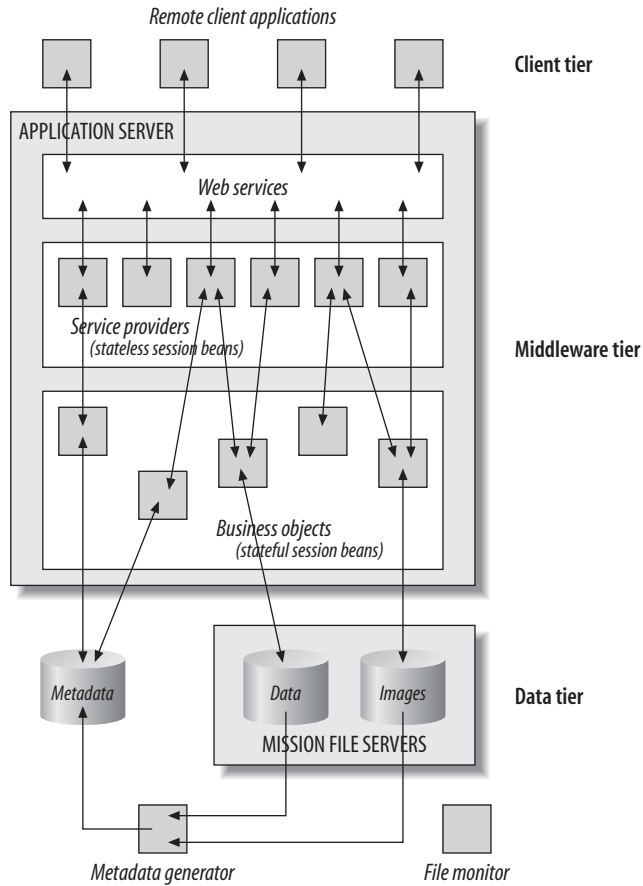 Remote client applications
Client tier
APPLICATION SERVER
Web services
Service providers
(stateless session beans)
Middleware tier
Business objects
(stateful session beans)
Metadata
Data
Images
Data tier
MISSION FILE SERVERS
Metadata generator
File monitor